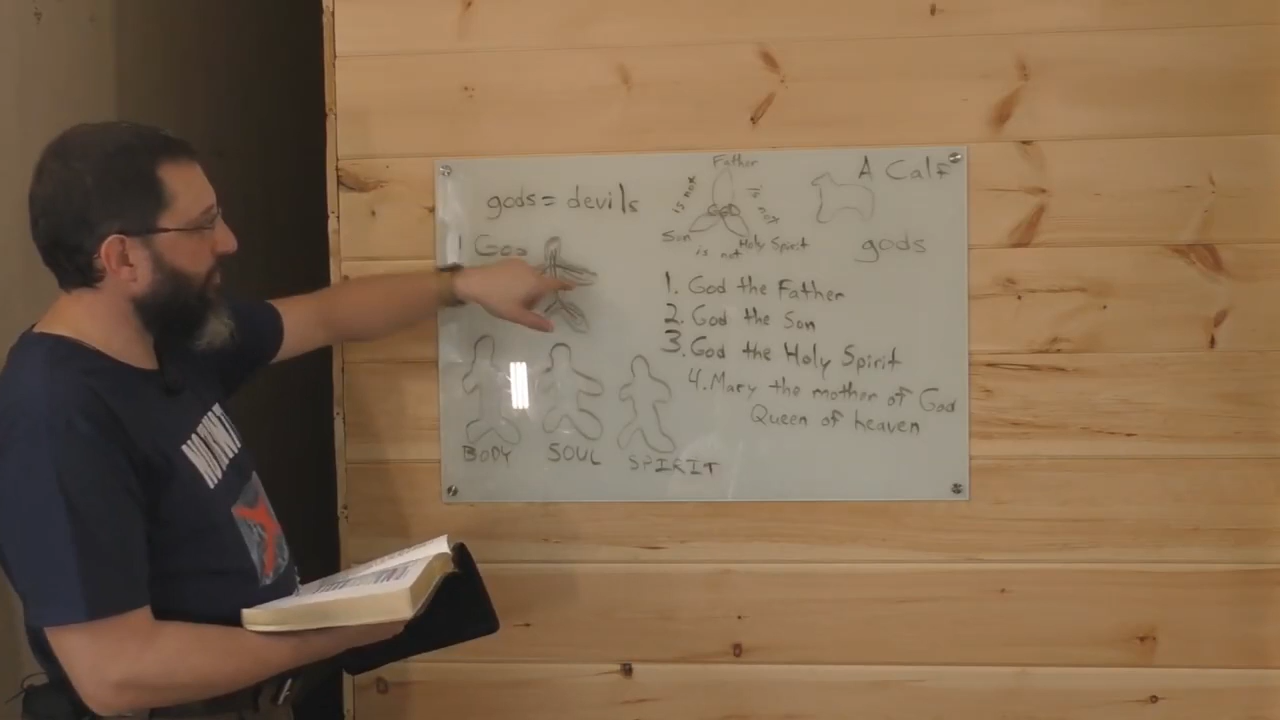 gods = devils
1 God
BODY SOUL SPIRIT
Father
is not
is not
God
Son
is not
Holy Spirit
A Calf
gods
1. God the Father
2. God the Son
3. God the Holy Spirit
4. Mary the mother of God
Queen of heaven